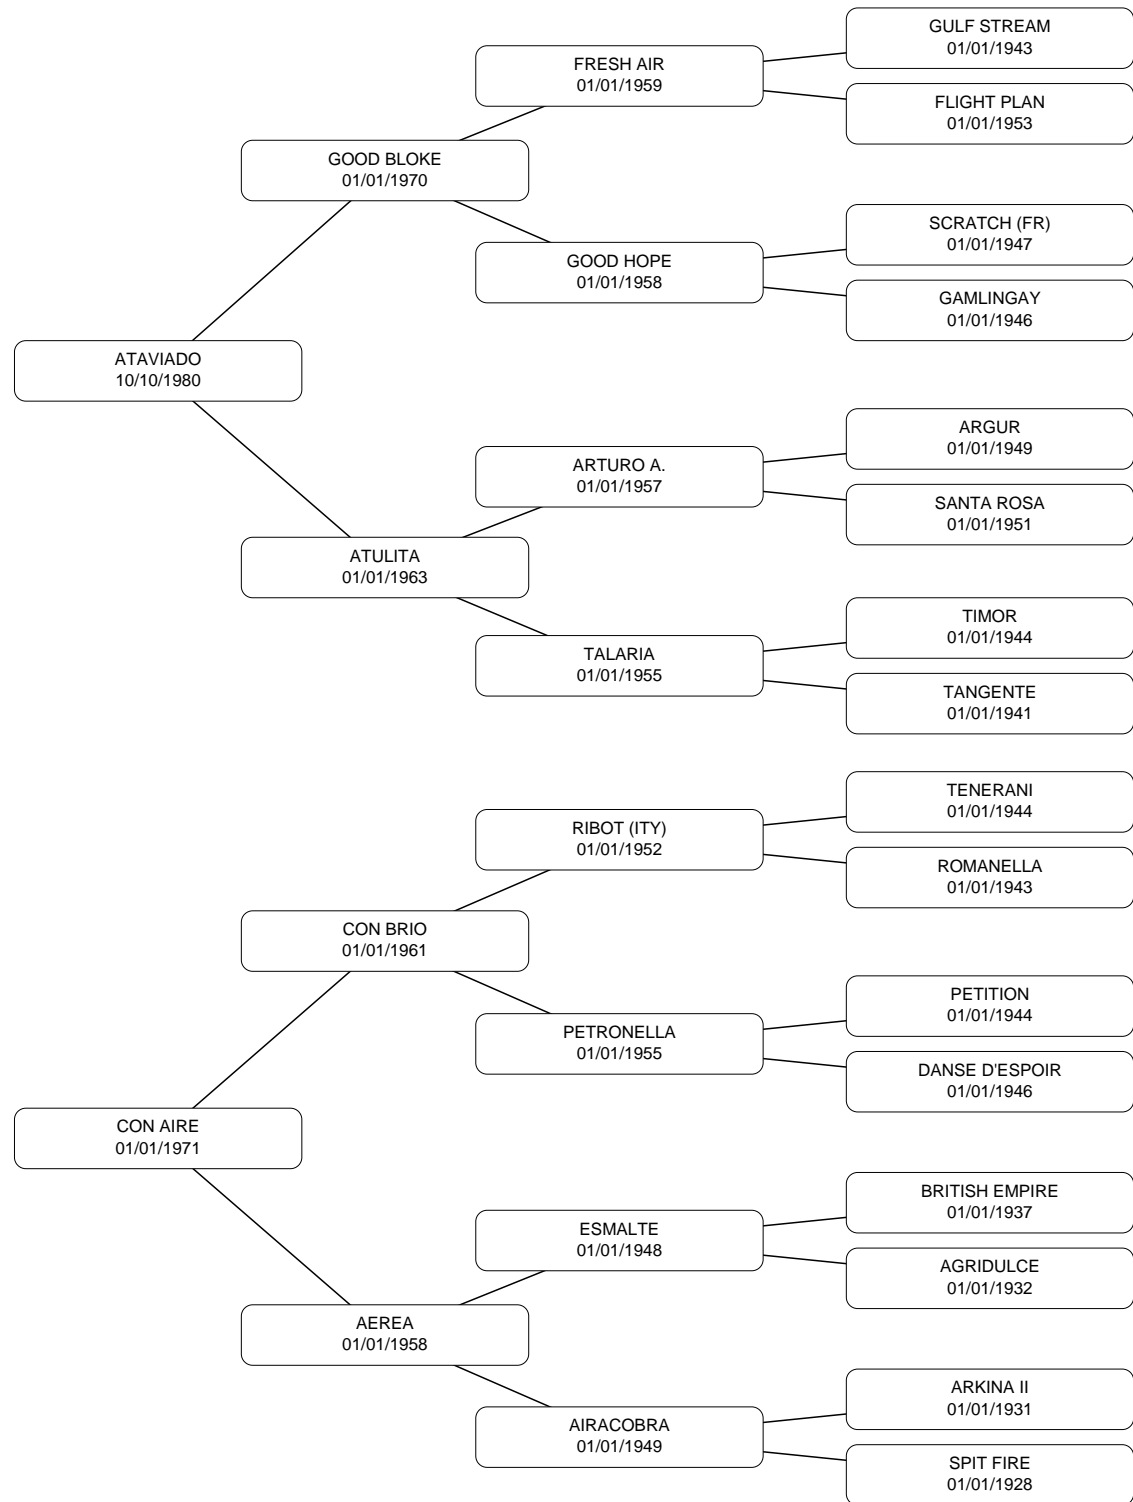 GULF STREAM
01/01/1943
FRESH AIR
01/01/1959
FLIGHT PLAN
01/01/1953
GOOD BLOKE
01/01/1970
SCRATCH (FR)
01/01/1947
GOOD HOPE
01/01/1958
GAMLINGAY
01/01/1946
ATAVIADO
10/10/1980
ARGUR
01/01/1949
ARTURO A.
01/01/1957
SANTA ROSA
01/01/1951
ATULITA
01/01/1963
TIMOR
01/01/1944
TALARIA
01/01/1955
TANGENTE
01/01/1941
TENERANI
01/01/1944
RIBOT (ITY)
01/01/1952
ROMANELLA
01/01/1943
CON BRIO
01/01/1961
PETITION
01/01/1944
PETRONELLA
01/01/1955
DANSE D'ESPOIR
01/01/1946
CON AIRE
01/01/1971
BRITISH EMPIRE
01/01/1937
ESMALTE
01/01/1948
AGRIDULCE
01/01/1932
AEREA
01/01/1958
ARKINA II
01/01/1931
AIRACOBRA
01/01/1949
SPIT FIRE
01/01/1928